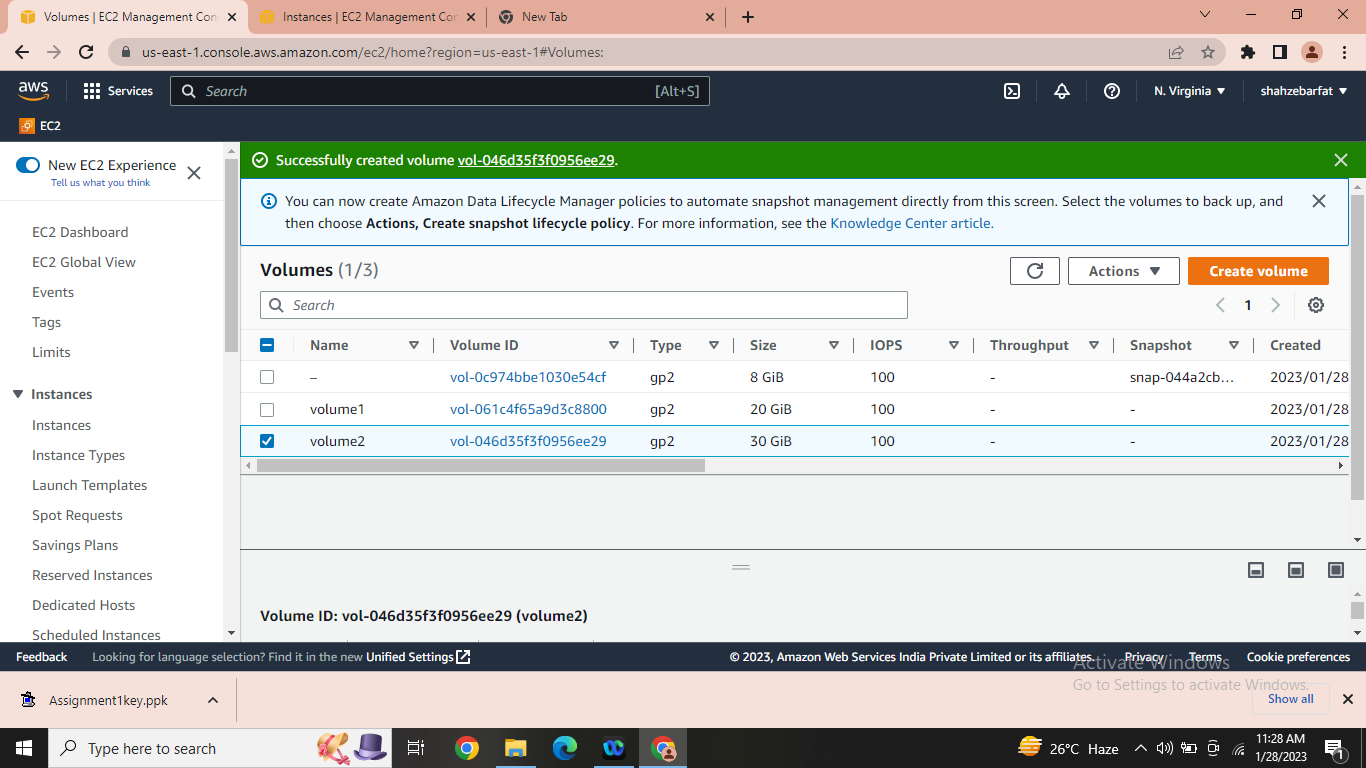 Volumes | EC2 Management Con
Instances | EC2 Management Con
New Tab
us-east-1.console.aws.amazon.com/ec2/home?region=us-east-1#Volumes:
aws
Services
Search
[Alt+S]
N. Virginia
shahzebarfat
EC2
New EC2 Experience
Tell us what you think
EC2 Dashboard
EC2 Global View
Events
Tags
Limits
Instances
Instances
Instance Types
Launch Templates
Spot Requests
Savings Plans
Reserved Instances
Dedicated Hosts
Scheduled Instances
Successfully created volume vol-046d35f3f0956ee29.
You can now create Amazon Data Lifecycle Manager policies to automate snapshot management directly from this screen. Select the volumes to back up, and
then choose Actions, Create snapshot lifecycle policy. For more information, see the Knowledge Center article.
Volumes (1/3)
Actions
Create volume
Search
1
Name Volume ID Type Size IOPS Throughput Snapshot Created
– vol-0c974bbe1030e54cf gp2 8 GiB 100 - snap-044a2cb... 2023/01/28
volume1 vol-061c4f65a9d3c8800 gp2 20 GiB 100 - - 2023/01/28
volume2 vol-046d35f3f0956ee29 gp2 30 GiB 100 - - 2023/01/28
Volume ID: vol-046d35f3f0956ee29 (volume2)
Feedback
Looking for language selection? Find it in the new Unified Settings
© 2023, Amazon Web Services India Private Limited or its affiliates.
Privacy
Terms
Cookie preferences
Activate Windows
Go to Settings to activate Windows.
Assignment1key.ppk
Show all
Type here to search
26°C Haze
11:28 AM
1/28/2023
1